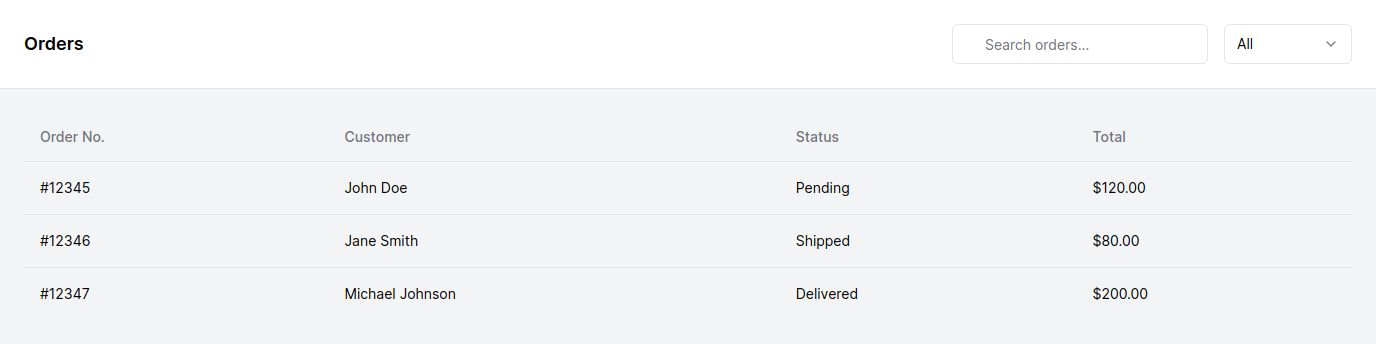 Orders
Search orders...
All
Order No. Customer Status Total
#12345 John Doe Pending $120.00
#12346 Jane Smith Shipped $80.00
#12347 Michael Johnson Delivered $200.00